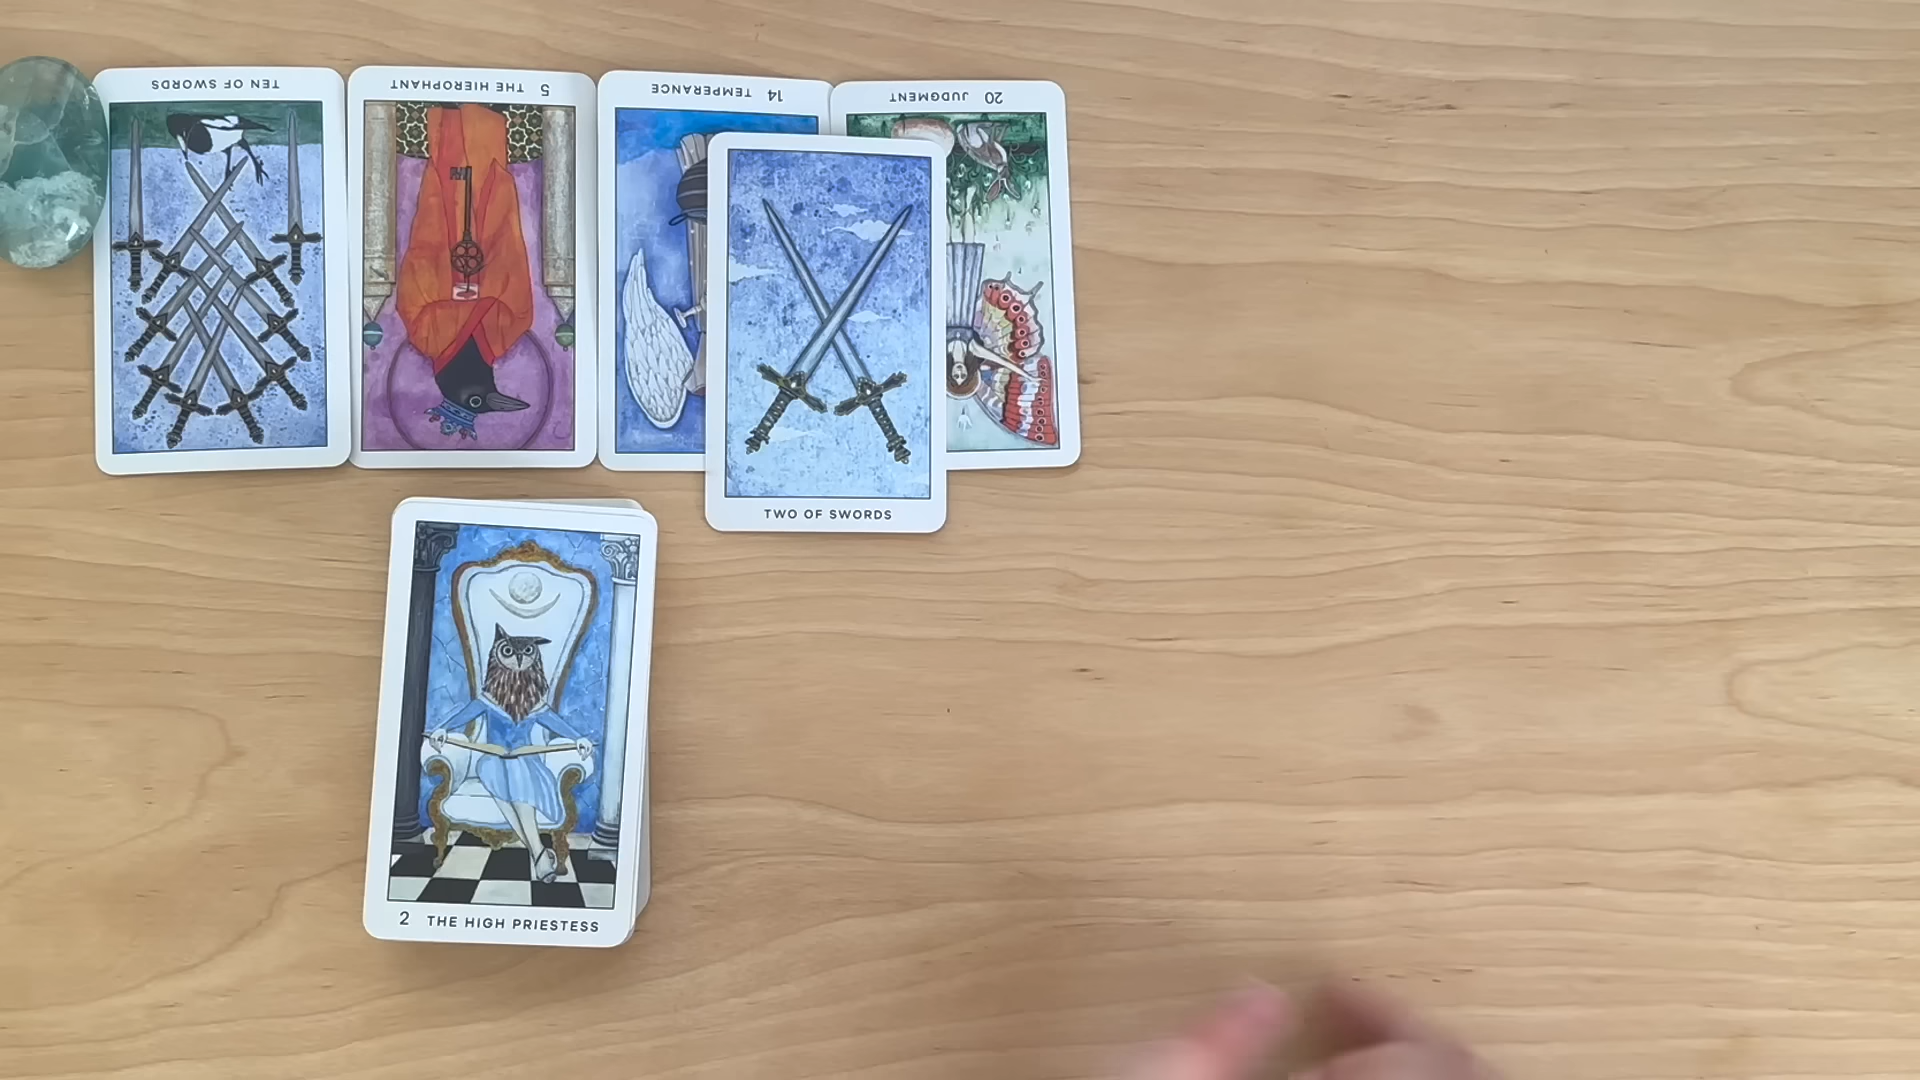 TEN OF SWORDS
5 THE HIEROPHANT
14 TEMPERANCE
20 JUDGMENT
TWO OF SWORDS
2 THE HIGH PRIESTESS